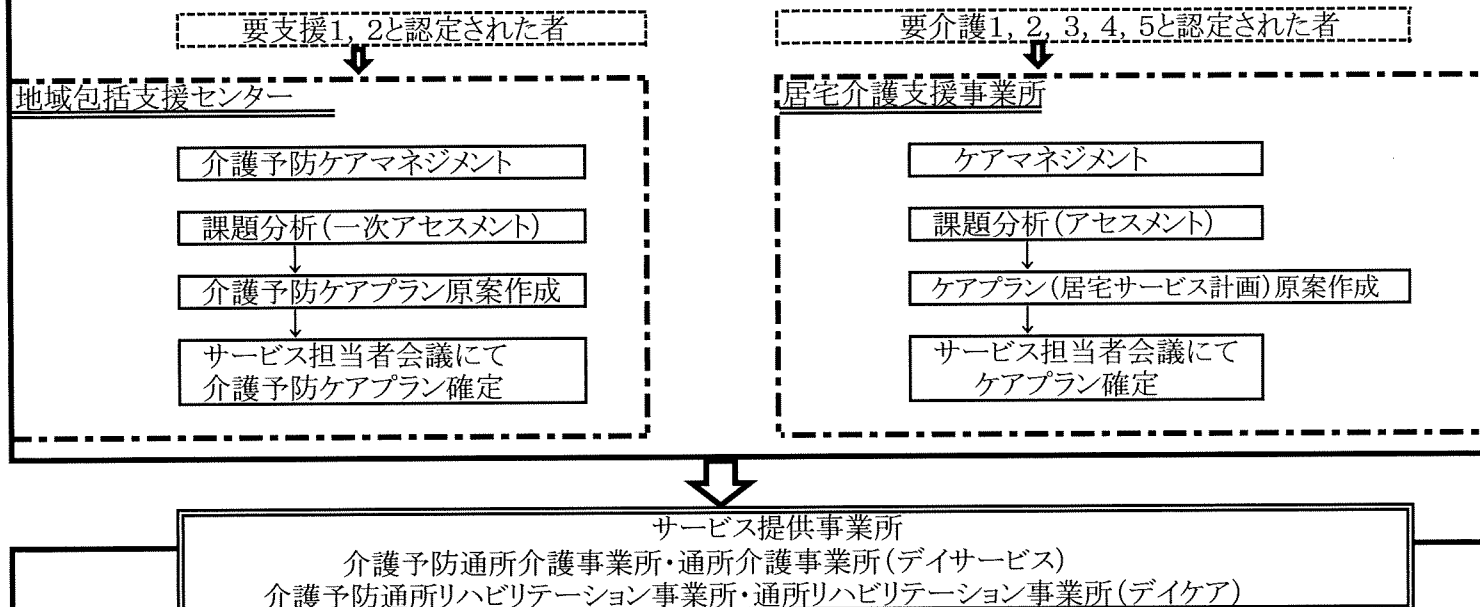 要支援1, 2と認定された者
地域包括支援センター
介護予防ケアマネジメント
課題分析(一次アセスメント)
介護予防ケアプラン原案作成
サービス担当者会議にて
介護予防ケアプラン確定
要介護1, 2, 3, 4, 5と認定された者
居宅介護支援事業所
ケアマネジメント
課題分析(アセスメント)
ケアプラン(居宅サービス計画)原案作成
サービス担当者会議にて
ケアプラン確定
サービス提供事業所
介護予防通所介護事業所・通所介護事業所(デイサービス)
介護予防通所リハビリテーション事業所・通所リハビリテーション事業所(デイケア)